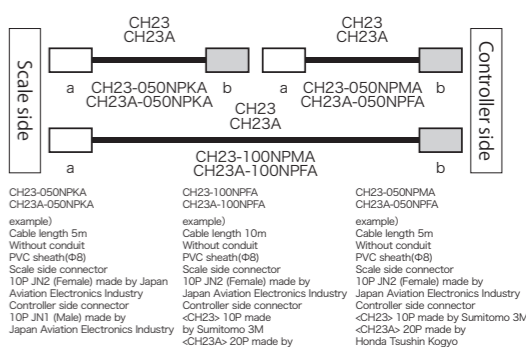 CH23
CH23A
CH23
CH23A
Scale side
Controller side
a
b
a
b
CH23-050NPKA
CH23A-050NPKA
CH23-050NPMA
CH23A-050NPFA
CH23
CH23A
a
b
CH23-100NPMA
CH23A-100NPFA
CH23-050NPKA
CH23A-050NPKA
example)
Cable length 5m
Without conduit
PVC sheath(Φ8)
Scale side connector
10P JN2 (Female) made by Japan
Aviation Electronics Industry
Controller side connector
10P JN1 (Male) made by
Japan Aviation Electronics Industry
CH23-100NPFA
CH23A-100NPFA
example)
Cable length 10m
Without conduit
PVC sheath(Φ8)
Scale side connector
10P JN2 (Female) made by
Japan Aviation Electronics Industry
Controller side connector
<CH23> 10P made
by Sumitomo 3M
<CH23A> 20P made by
CH23-050NPMA
CH23A-050NPFA
example)
Cable length 5m
Without conduit
PVC sheath(Φ8)
Scale side connector
10P JN2 (Female) made by
Japan Aviation Electronics Industry
Controller side connector
<CH23> 10P made by Sumitomo 3M
<CH23A> 20P made by
Honda Tsushin Kogyo